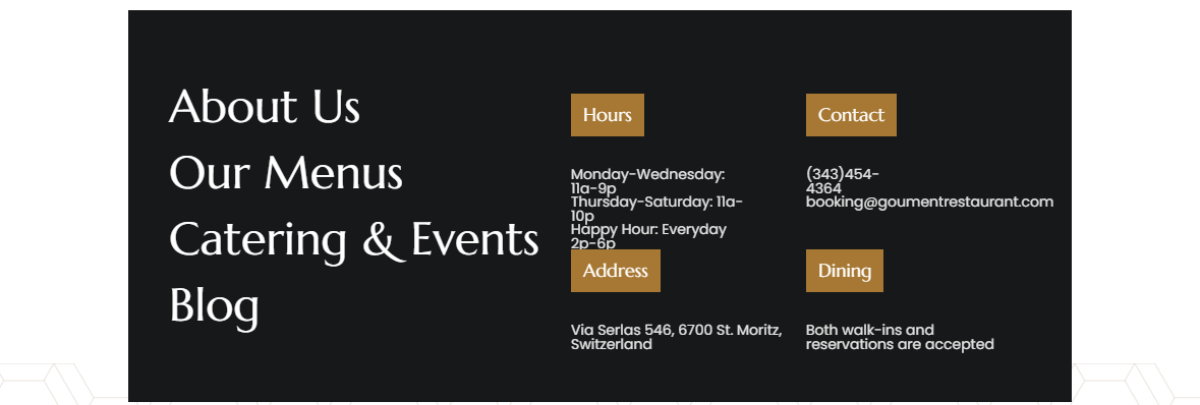 About Us
Our Menus
Catering & Events
Blog
Hours
Monday-Wednesday:
11a-9p
Thursday-Saturday: 11a-
10p
Happy Hour: Everyday
2p-6p
Contact
(343)454-
4364
booking@goumentrestaurant.com
Address
Via Serlas 546, 6700 St. Moritz,
Switzerland
Dining
Both walk-ins and
reservations are accepted